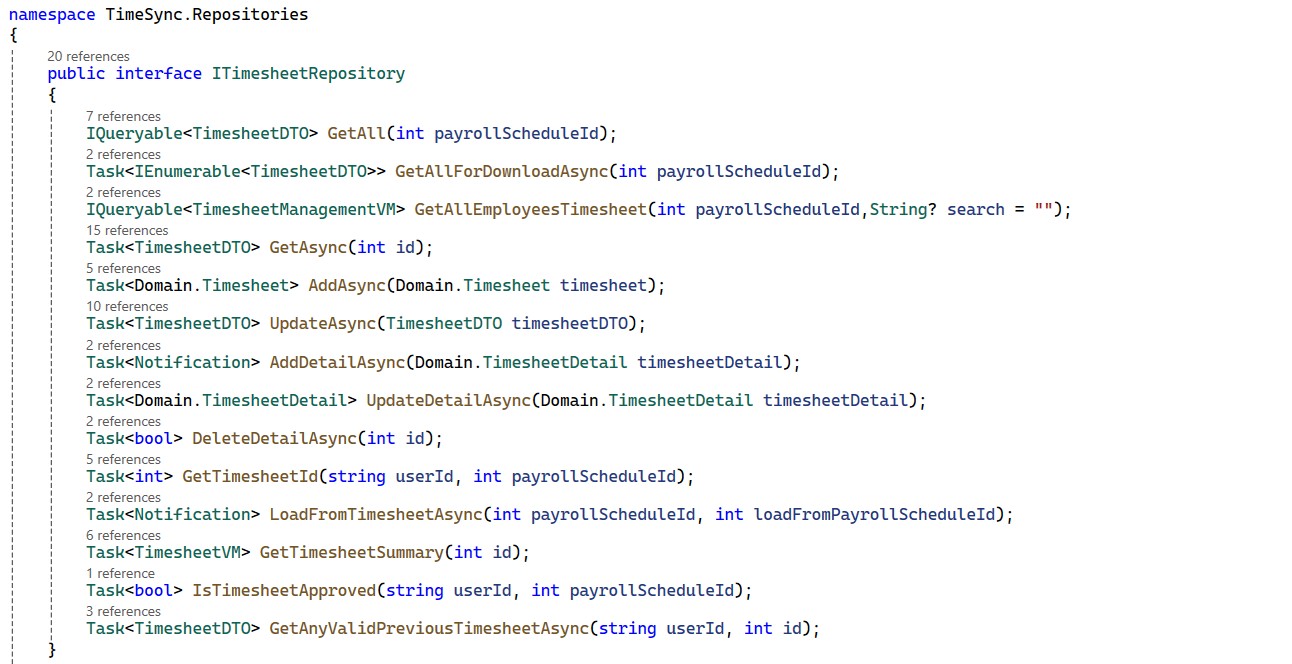 namespace TimeSync.Repositories
{
20 references
public interface ITimesheetRepository
{
7 references
IQueryable<TimesheetDTO> GetAll(int payrollScheduleId);
2 references
Task<IEnumerable<TimesheetDTO>> GetAllForDownloadAsync(int payrollScheduleId);
2 references
IQueryable<TimesheetManagementVM> GetAllEmployeesTimesheet(int payrollScheduleId,String? search = "");
15 references
Task<TimesheetDTO> GetAsync(int id);
5 references
Task<Domain.Timesheet> AddAsync(Domain.Timesheet timesheet);
10 references
Task<TimesheetDTO> UpdateAsync(TimesheetDTO timesheetDTO);
2 references
Task<Notification> AddDetailAsync(Domain.TimesheetDetail timesheetDetail);
2 references
Task<Domain.TimesheetDetail> UpdateDetailAsync(Domain.TimesheetDetail timesheetDetail);
2 references
Task<bool> DeleteDetailAsync(int id);
5 references
Task<int> GetTimesheetId(string userId, int payrollScheduleId);
2 references
Task<Notification> LoadFromTimesheetAsync(int payrollScheduleId, int loadFromPayrollScheduleId);
6 references
Task<TimesheetVM> GetTimesheetSummary(int id);
1 reference
Task<bool> IsTimesheetApproved(string userId, int payrollScheduleId);
3 references
Task<TimesheetDTO> GetAnyValidPreviousTimesheetAsync(string userId, int id);
}